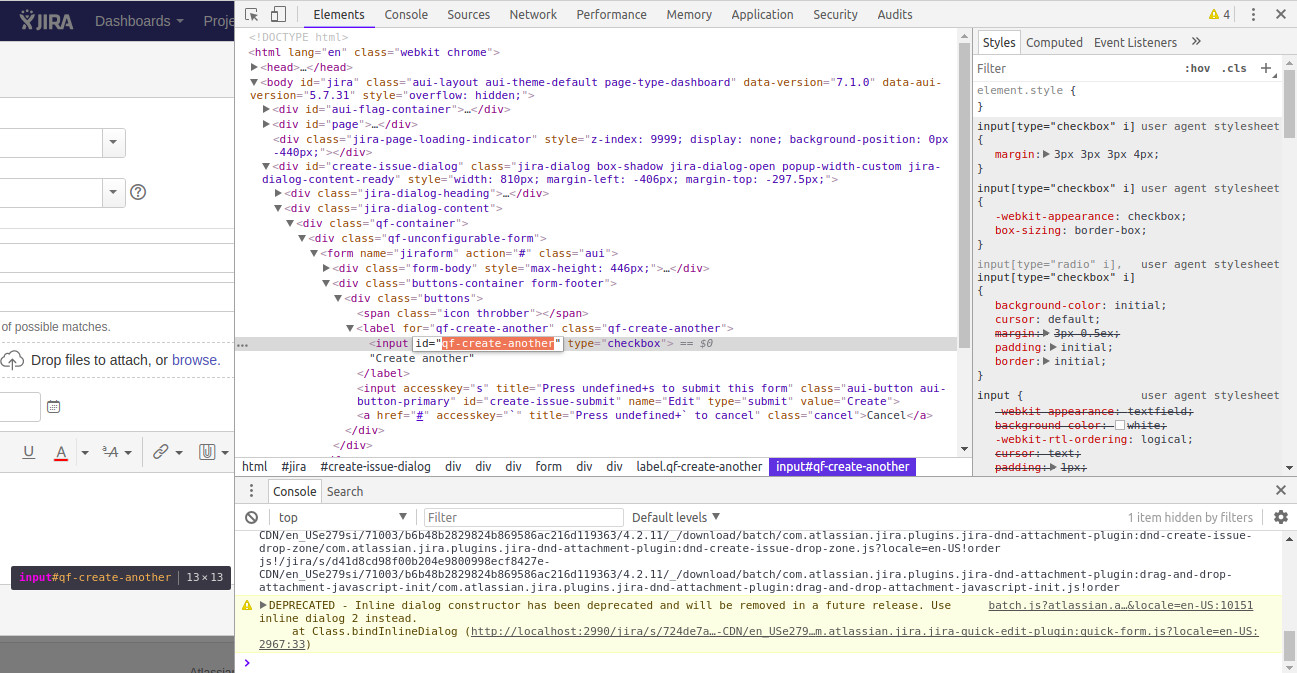 JIRA Dashboards Proje
of possible matches.
Drop files to attach, or browse.
U A ªA
input#qf-create-another 13×13
Atlassian
Elements Console Sources Network Performance Memory Application Security Audits 4
<!DOCTYPE html>
<html lang="en" class="webkit chrome">
<head>…</head>
<body id="jira" class="aui-layout aui-theme-default page-type-dashboard" data-version="7.1.0" data-aui-
version="5.7.31" style="overflow: hidden;">
<div id="aui-flag-container">…</div>
<div id="page">…</div>
<div class="jira-page-loading-indicator" style="z-index: 9999; display: none; background-position: 0px
-440px;"></div>
<div id="create-issue-dialog" class="jira-dialog box-shadow jira-dialog-open popup-width-custom jira-
dialog-content-ready" style="width: 810px; margin-left: -406px; margin-top: -297.5px;">
<div class="jira-dialog-heading">…</div>
<div class="jira-dialog-content">
<div class="qf-container">
<div class="qf-unconfigurable-form">
<form name="jiraform" action="#" class="aui">
<div class="form-body" style="max-height: 446px;">…</div>
<div class="buttons-container form-footer">
<div class="buttons">
<span class="icon throbber"></span>
<label for="qf-create-another" class="qf-create-another">
… <input id="qf-create-another" type="checkbox"> == $0
"Create another"
</label>
<input accesskey="s" title="Press undefined+s to submit this form" class="aui-button aui-
button-primary" id="create-issue-submit" name="Edit" type="submit" value="Create">
<a href="#" accesskey="`" title="Press undefined+` to cancel" class="cancel">Cancel</a>
</div>
</div>
html #jira #create-issue-dialog div div div form div div label.qf-create-another input#qf-create-another
Styles Computed Event Listeners »
Filter :hov .cls +
element.style {
}
input[type="checkbox" i] user agent stylesheet
{
margin: 3px 3px 3px 4px;
}
input[type="checkbox" i] user agent stylesheet
{
-webkit-appearance: checkbox;
box-sizing: border-box;
}
input[type="radio" i], user agent stylesheet
input[type="checkbox" i]
{
background-color: initial;
cursor: default;
margin: 3px 0.5ex;
padding: initial;
border: initial;
}
input { user agent stylesheet
-webkit-appearance: textfield;
background-color: white;
-webkit-rtl-ordering: logical;
cursor: text;
padding: 1px;
Console Search
top Filter Default levels 1 item hidden by filters
CDN/en_USe279si/71003/b6b48b2829824b869586ac216d119363/4.2.11/_/download/batch/com.atlassian.jira.plugins.jira-dnd-attachment-plugin:dnd-create-issue-
drop-zone/com.atlassian.jira.plugins.jira-dnd-attachment-plugin:dnd-create-issue-drop-zone.js?locale=en-US!order
js!/jira/s/d41d8cd98f00b204e9800998ecf8427e-
CDN/en_USe279si/71003/b6b48b2829824b869586ac216d119363/4.2.11/_/download/batch/com.atlassian.jira.plugins.jira-dnd-attachment-plugin:drag-and-drop-
attachment-javascript-init/com.atlassian.jira.plugins.jira-dnd-attachment-plugin:drag-and-drop-attachment-javascript-init.js!order
DEPRECATED - Inline dialog constructor has been deprecated and will be removed in a future release. Use batch.js?atlassian.a…&locale=en-US:10151
inline dialog 2 instead.
at Class.bindInlineDialog (http://localhost:2990/jira/s/724de7a…-CDN/en_USe279…m.atlassian.jira.jira-quick-edit-plugin:quick-form.js?locale=en-US:
2967:33)